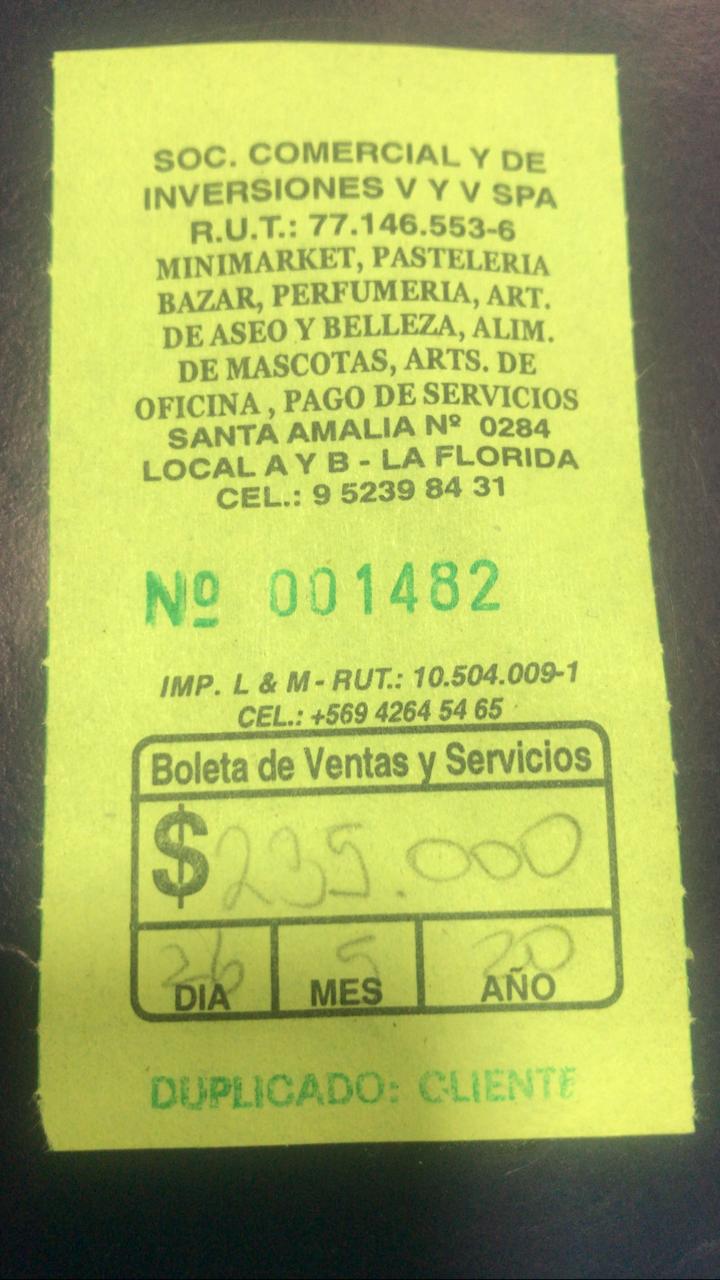 SOC. COMERCIAL Y DE
INVERSIONES V Y V SPA
R.U.T.: 77.146.553-6
MINIMARKET, PASTELERIA
BAZAR, PERFUMERIA, ART.
DE ASEO Y BELLEZA, ALIM.
DE MASCOTAS, ARTS. DE
OFICINA , PAGO DE SERVICIOS
SANTA AMALIA Nº 0284
LOCAL A Y B - LA FLORIDA
CEL.: 9 5239 84 31
Nº 001482
IMP. L & M - RUT.: 10.504.009-1
CEL.: +569 4264 54 65
Boleta de Ventas y Servicios
$ 235.000
26 5 20
DIA MES AÑO
DUPLICADO: CLIENTE